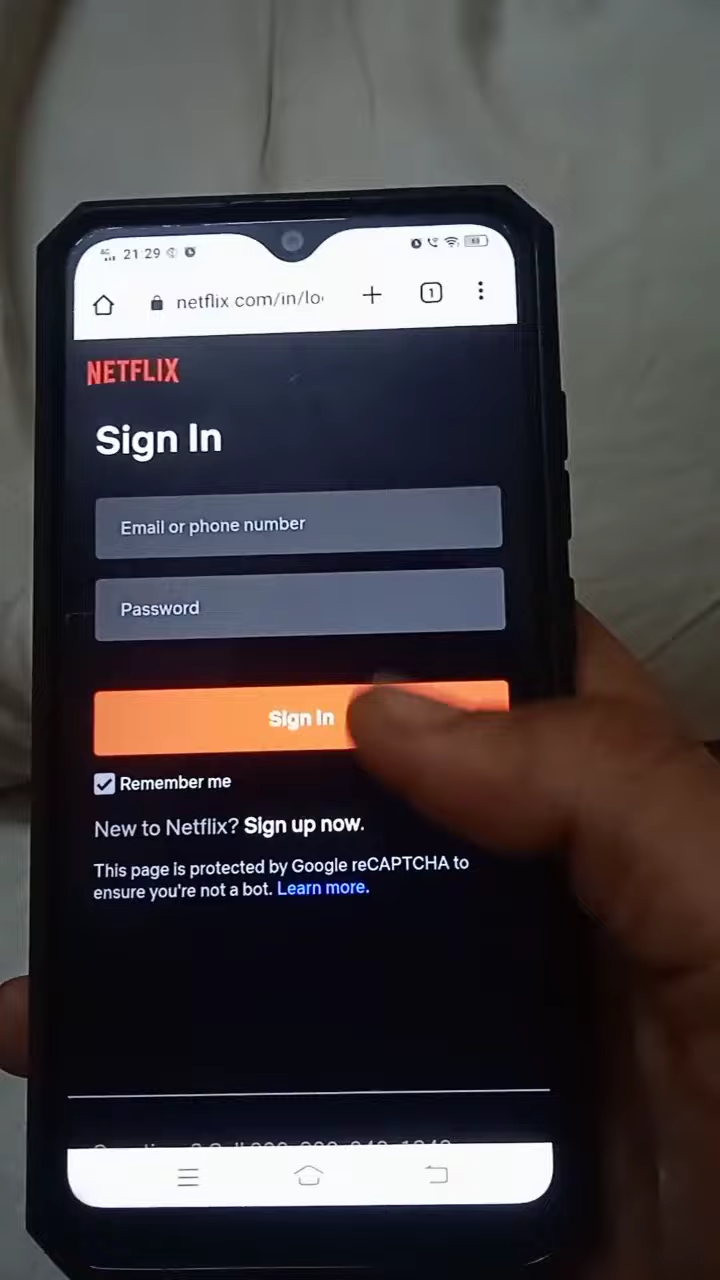 21:29
netflix.com/in/lo
1
NETFLIX
Sign In
Email or phone number
Password
Sign In
Remember me
New to Netflix? Sign up now.
This page is protected by Google reCAPTCHA to
ensure you're not a bot. Learn more.